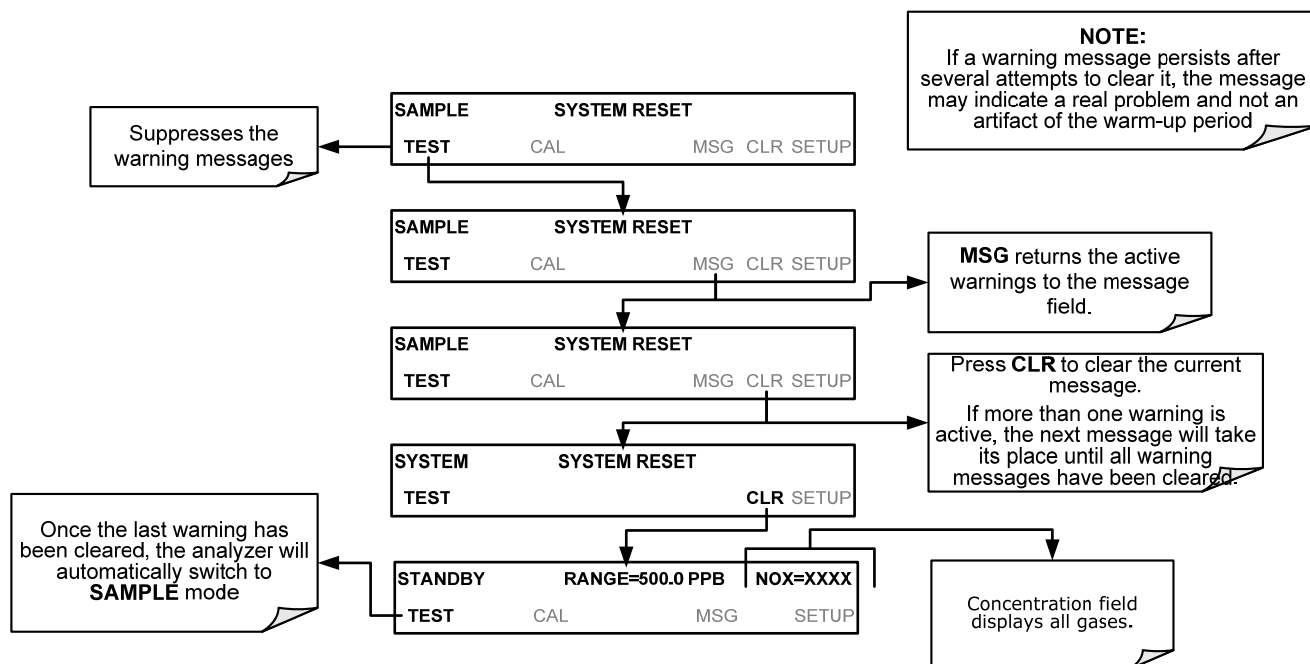 NOTE:
If a warning message persists after
several attempts to clear it, the message
may indicate a real problem and not an
artifact of the warm-up period
Suppresses the
warning messages
SAMPLE SYSTEM RESET
TEST CAL MSG CLR SETUP
SAMPLE SYSTEM RESET
TEST CAL MSG CLR SETUP
MSG returns the active
warnings to the message
field.
SAMPLE SYSTEM RESET
TEST CAL MSG CLR SETUP
Press CLR to clear the current
message.
If more than one warning is
active, the next message will take
its place until all warning
messages have been cleared.
SYSTEM SYSTEM RESET
TEST CLR SETUP
Once the last warning has
been cleared, the analyzer will
automatically switch to
SAMPLE mode
STANDBY RANGE=500.0 PPB NOX=XXXX
TEST CAL MSG SETUP
Concentration field
displays all gases.